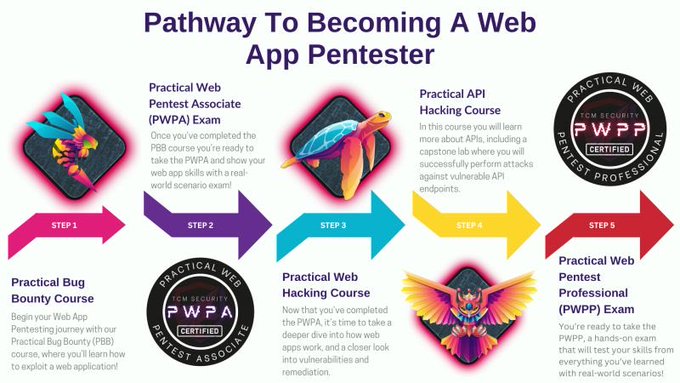 Pathway To Becoming A Web
App Pentester
STEP 1
Practical Bug
Bounty Course
Begin your Web App
Pentesting journey with our
Practical Bug Bounty (PBB)
course, where you'll learn how
to exploit a web application!
Practical Web
Pentest Associate
(PWPA) Exam
Once you've completed the
PBB course you're ready to
take the PWPA and show your
web app skills with a real-
world scenario exam!
STEP 2
PRACTICAL WEB
TCM SECURITY
PWPA
CERTIFIED
PENTEST ASSOCIATE
STEP 3
Practical Web
Hacking Course
Now that you've completed
the PWPA, it's time to take a
deeper dive into how web
apps work, and a closer look
into vulnerabilities and
remediation.
Practical API
Hacking Course
In this course you will learn
more about APIs, including a
capstone lab where you will
successfully perform attacks
against vulnerable API
endpoints.
STEP 4
PRACTICAL WEB
TCM SECURITY
PWPP
CERTIFIED
PENTEST PROFESSIONAL
STEP 5
Practical Web
Pentest
Professional
(PWPP) Exam
You're ready to take the
PWPP, a hands-on exam
that will test your skills from
everything you've learned
with real-world scenarios!